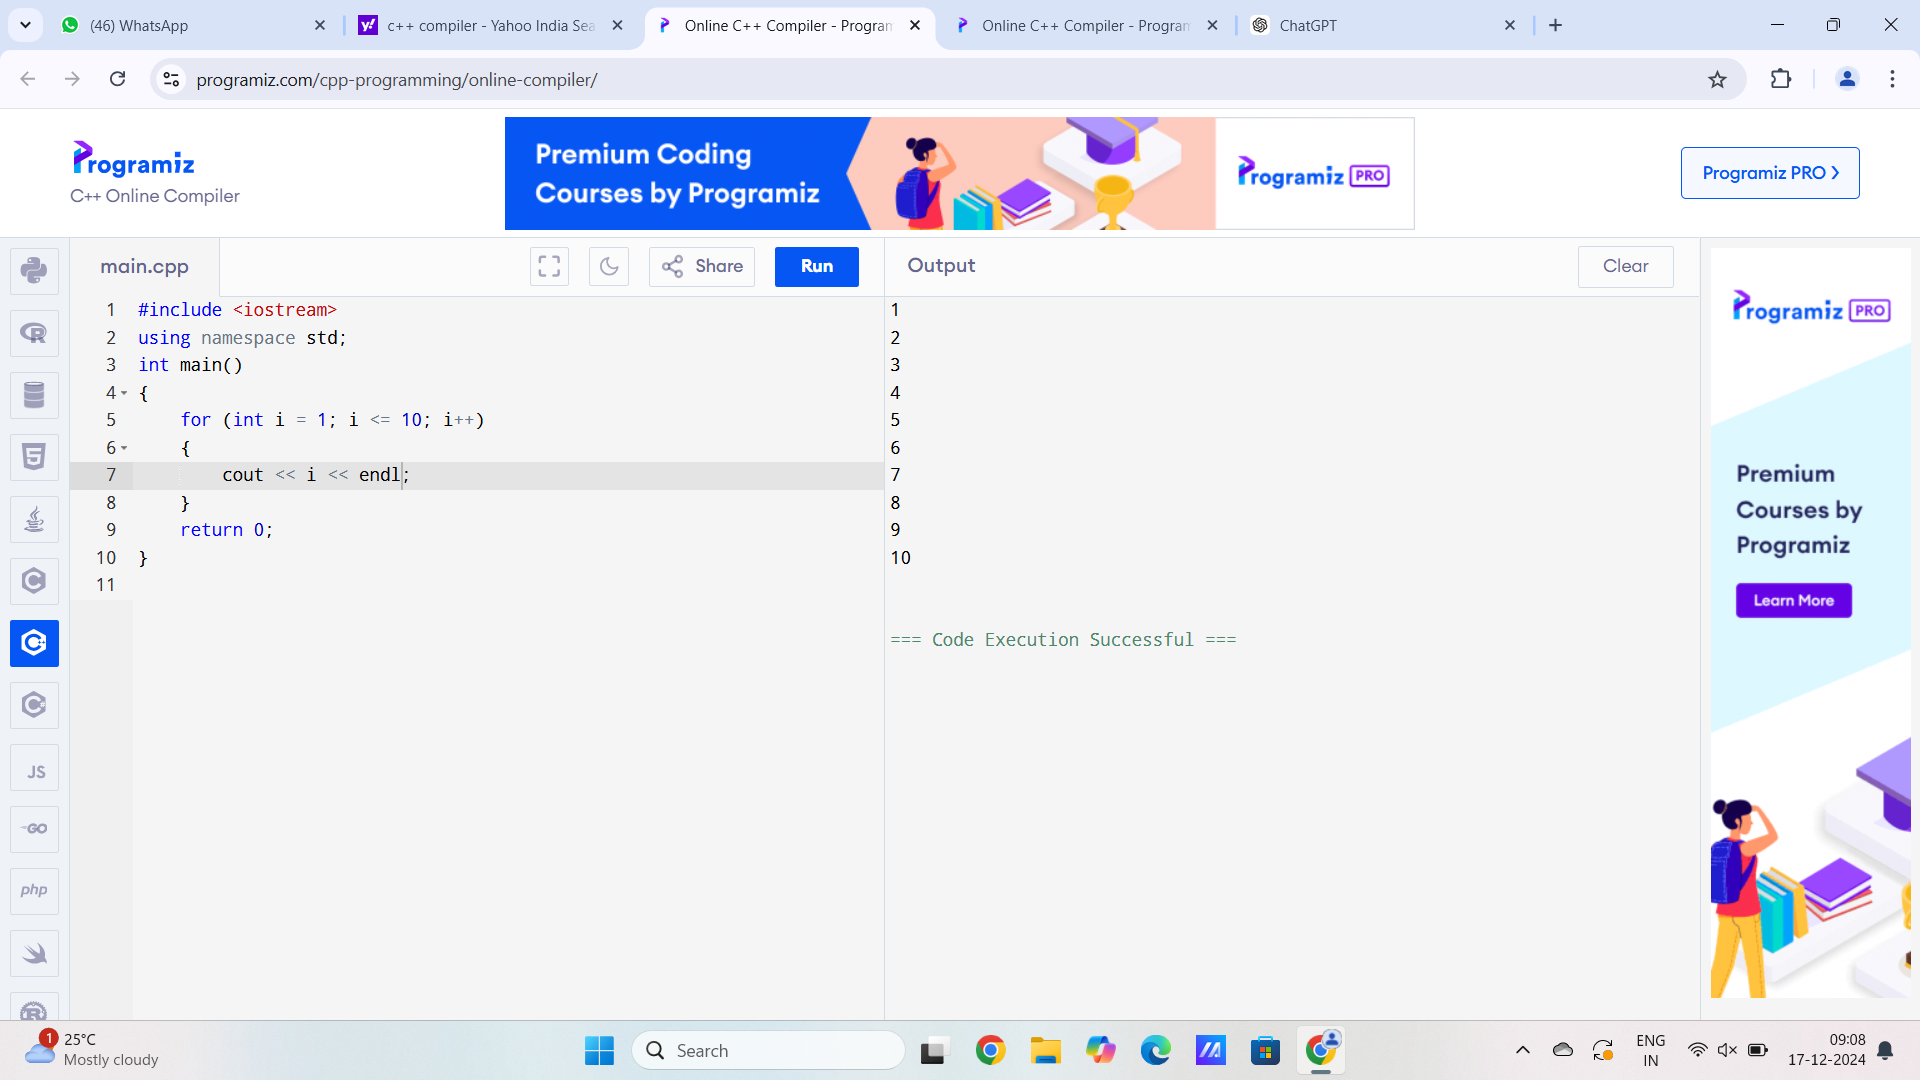 (46) WhatsApp
c++ compiler - Yahoo India Sea
Online C++ Compiler - Program
Online C++ Compiler - Program
ChatGPT
programiz.com/cpp-programming/online-compiler/
Programiz
C++ Online Compiler
Premium Coding
Courses by Programiz
Programiz PRO
Programiz PRO >
main.cpp
Share
Run
Output
Clear
1 #include <iostream>
2 using namespace std;
3 int main()
4 {
5 for (int i = 1; i <= 10; i++)
6 {
7 cout << i << endl;
8 }
9 return 0;
10 }
11
1
2
3
4
5
6
7
8
9
10
=== Code Execution Successful ===
Programiz PRO
Premium
Courses by
Programiz
Learn More
JS
GO
php
1
25°C
Mostly cloudy
Search
ENG
IN
09:08
17-12-2024